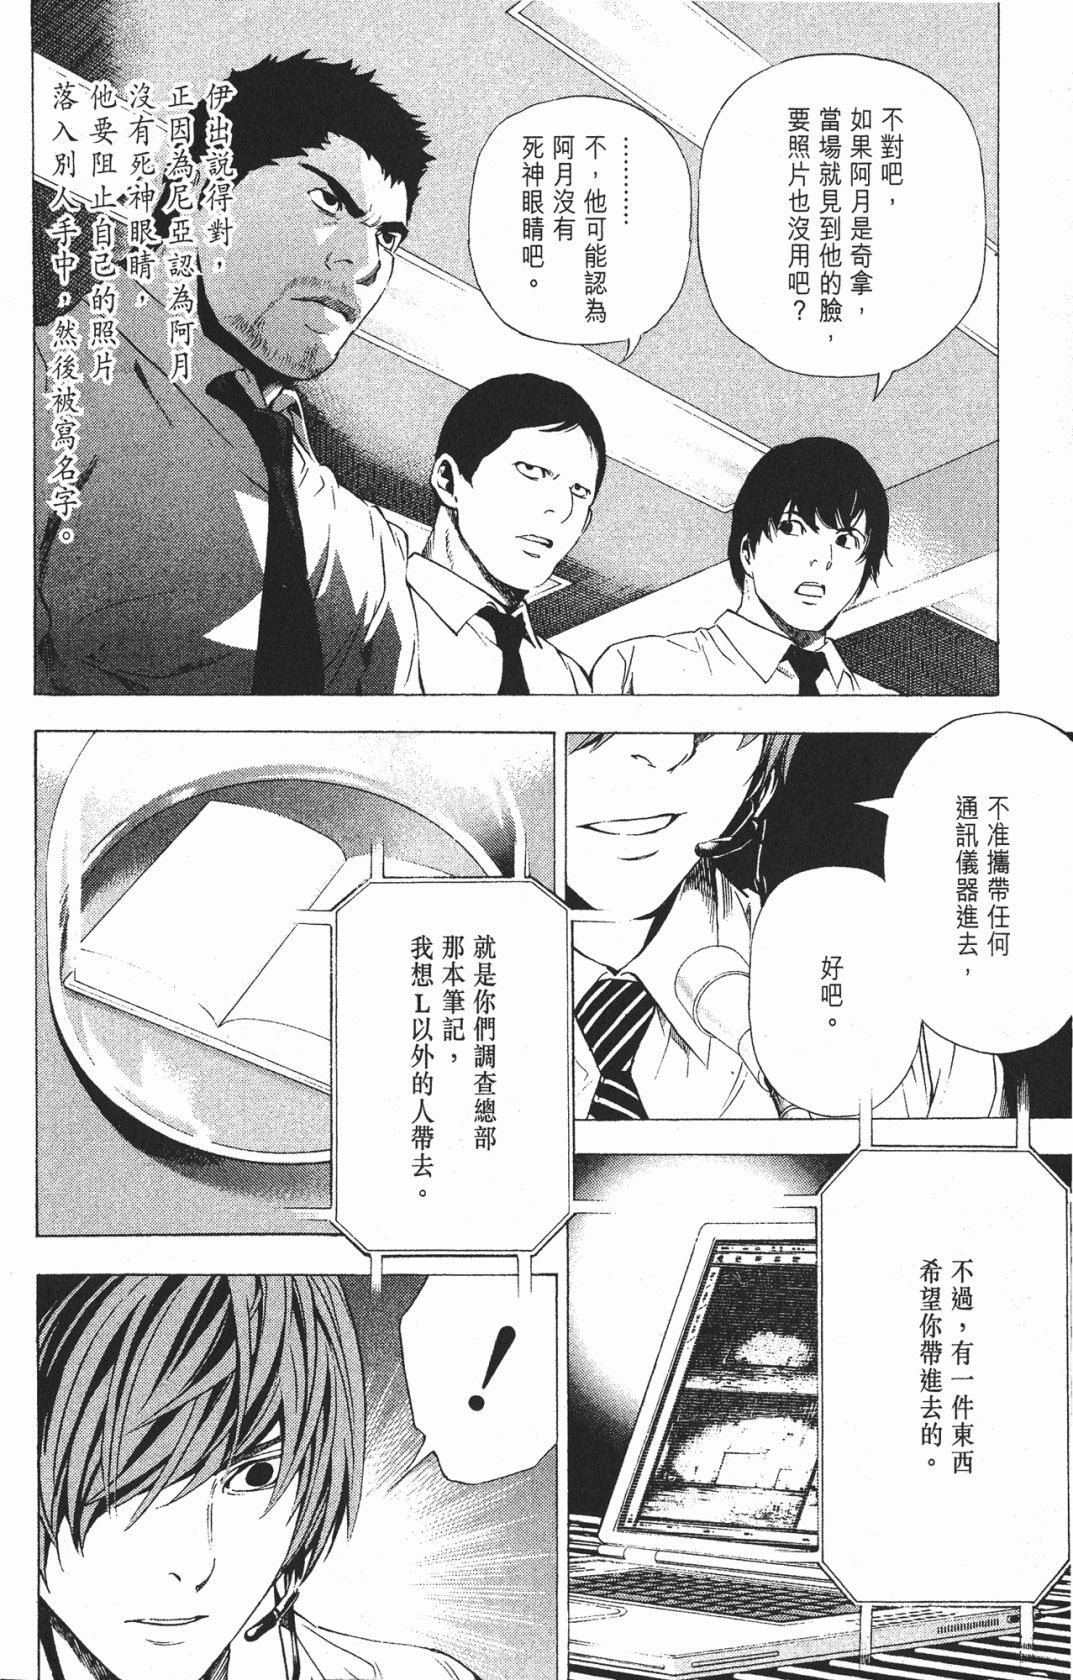 不對吧，
如果阿月是奇拿，
當場就見到他的臉，
要照片也沒用吧？
………
不，他可能認為
阿月沒有
死神眼睛吧。
伊出説得對，
正因為尼亞認為阿月
沒有死神眼睛，
他要阻止自己的照片
落入別人手中，然後被寫名字。
不准攜帶任何
通訊儀器進去，
好吧。
不過，有一件東西
希望你帶進去的。
就是你們調查總部
那本筆記，
我想L以外的人帶去。
！